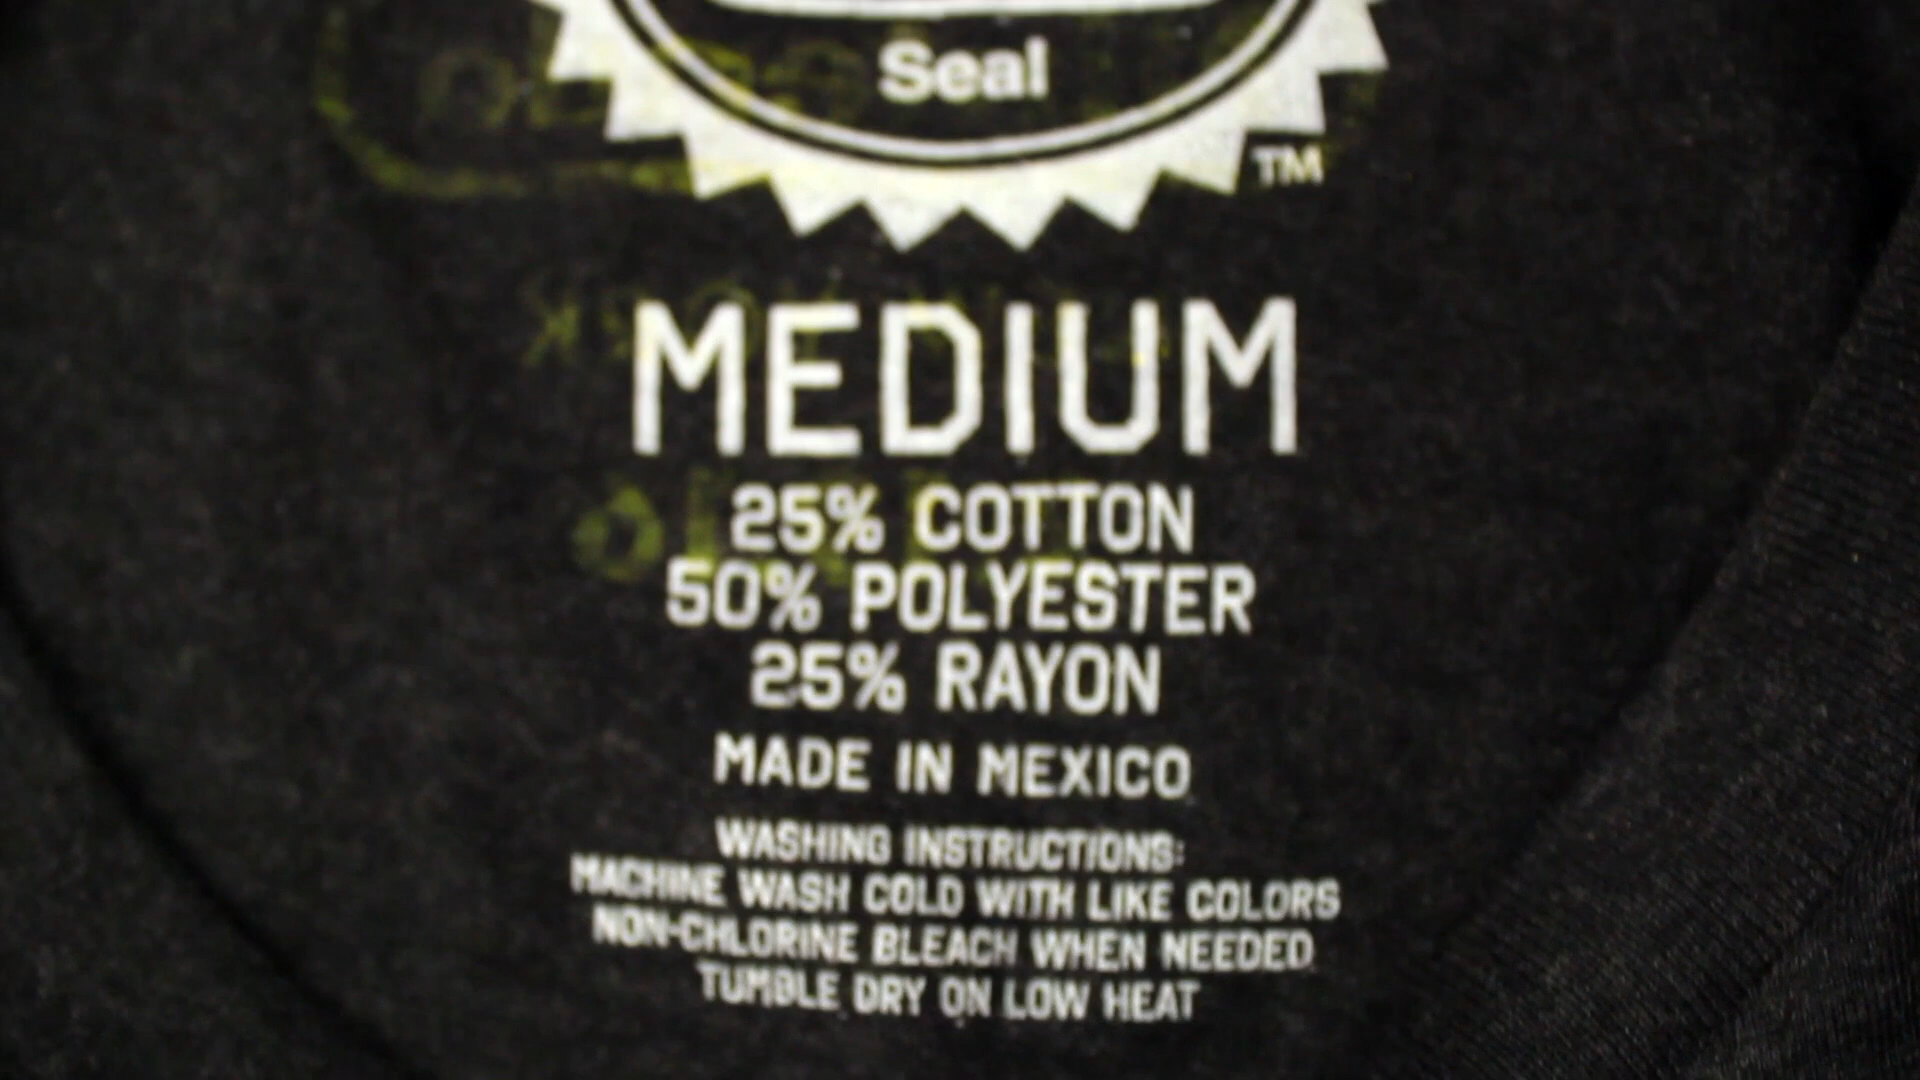 Seal
TM
MEDIUM
25% COTTON
50% POLYESTER
25% RAYON
MADE IN MEXICO
WASHING INSTRUCTIONS:
MACHINE WASH COLD WITH LIKE COLORS
NON-CHLORINE BLEACH WHEN NEEDED
TUMBLE DRY ON LOW HEAT